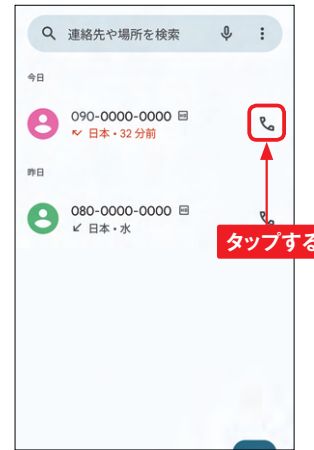 連絡先や場所を検索
今日
090-0000-0000
日本・32 分前
昨日
080-0000-0000
日本・水
タップする